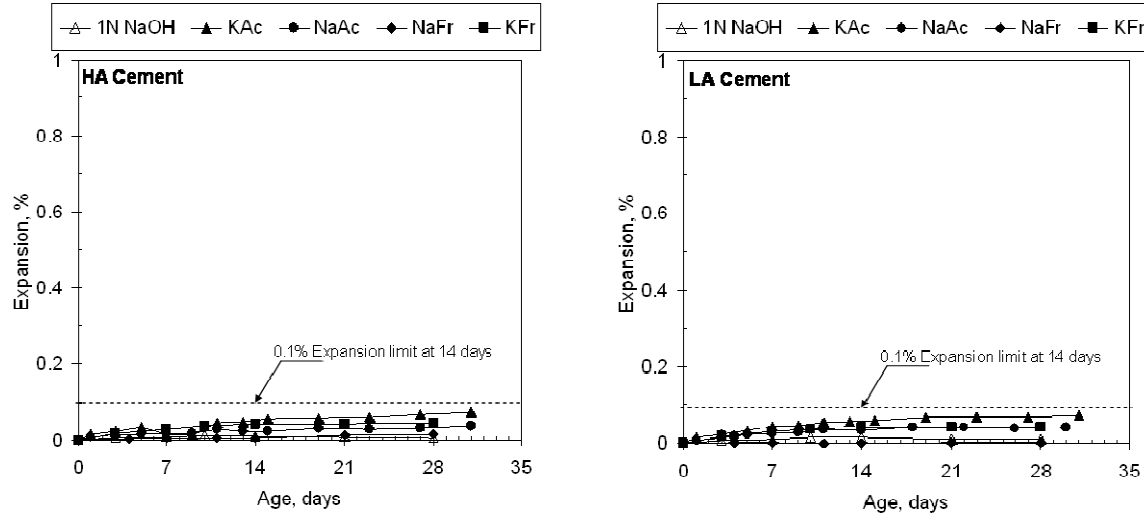 1N NaOH KAc NaAc NaFr KFr
HA Cement
1
0.8
0.6
0.4
0.2
0
Expansion, %
0.1% Expansion limit at 14 days
0 7 14 21 28 35
Age, days
1N NaOH KAc NaAc NaFr KFr
LA Cement
1
0.8
0.6
0.4
0.2
0
Expansion, %
0.1% Expansion limit at 14 days
0 7 14 21 28 35
Age, days